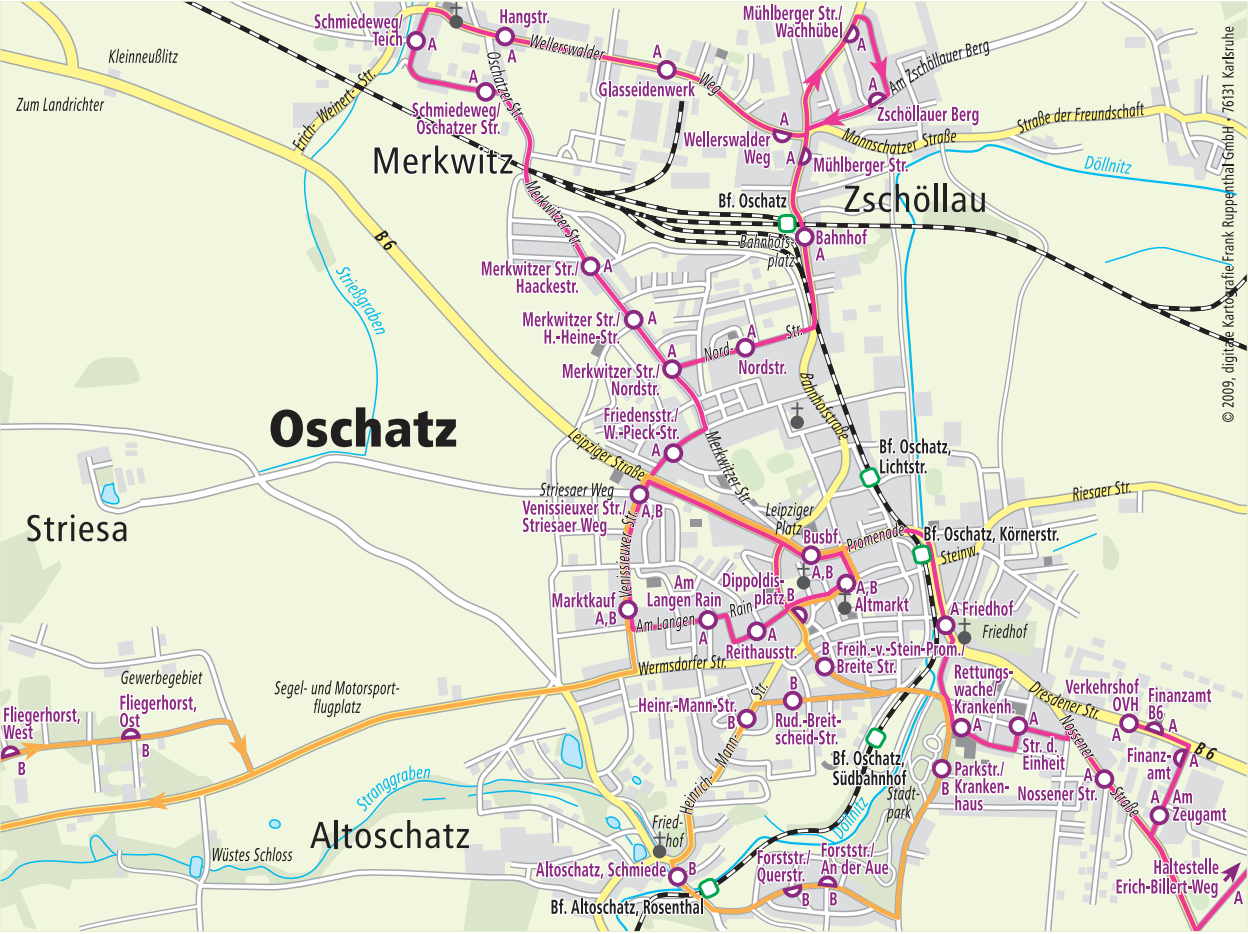 Schmiedeweg/
Teich
A
Hangstr.
A
Wellerswalder
Weg
A
Glasseidenwerk
Mühlberger Str./
Wachhübel
A
Am Zschöllauer Berg
A
Zschöllauer Berg
Kleinneußlitz
Zum Landrichter
Erich- Weinert- Str.
A
Schmiedeweg/
Oschatzer Str.
Oschatzer Str.
Merkwitz
A
Wellerswalder
Weg
A
Mühlberger Str.
Mannschatzer Straße
Straße der Freundschaft
Döllnitz
Zschöllau
Bf. Oschatz
Bahnhof
A
Bahnhofs-
platz
Merkwitzer Str.
B 6
Strießgraben
Merkwitzer Str./
Haackestr.
A
Merkwitzer Str./
H.-Heine-Str.
A
A
Merkwitzer Str./
Nordstr.
Nord-
Str.
A
Nordstr.
Bahnhofstraße
Oschatz
Friedensstr./
W.-Pieck-Str.
A
Merkwitzer Str.
Leipziger Straße
Bf. Oschatz,
Lichtstr.
Striesa
Striesaer Weg
Venissieuxer Str./
Striesaer Weg
A,B
Venissieuxer Str.
Leipziger
Platz
Riesaer Str.
Busbf.
A,B
Promenade
Bf. Oschatz, Körnerstr.
Steinw.
Dippoldis-
platz
B
A,B
Altmarkt
Marktkauf
A,B
Am
Langen Rain
A
Am Langen
Rain
A
Reithausstr.
A Friedhof
Friedhof
B
Freih.-v.-Stein-Prom./
Breite Str.
Wermsdorfer Str.
Gewerbegebiet
Segel- und Motorsport-
flugplatz
Fliegerhorst,
West
B
Fliegerhorst,
Ost
B
Heinr.-Mann-Str.
B
Heinrich- Mann-
Str.
B
Rud.-Breit-
scheid-Str.
Rettungs-
wache/
Krankenh.
A
A
Str. d.
Einheit
Dresdener Str.
Verkehrshof
OVH
A
Finanzamt
B6
A
B 6
Finanz-
amt
A
Nossener
Straße
A
Nossener Str.
A
Am
Zeugamt
Bf. Oschatz,
Südbahnhof
Parkstr./
Kranken-
haus
B
Stadt-
park
Döllnitz
Stranggraben
Altoschatz
Wüstes Schloss
Fried-
hof
Altoschatz, Schmiede
B
Bf. Altoschatz, Rosenthal
Forststr./
Querstr.
B
Forststr./
An der Aue
B
Haltestelle
Erich-Billert-Weg
A
© 2009, digitale Kartografie Frank Ruppenthal GmbH • 76131 Karlsruhe